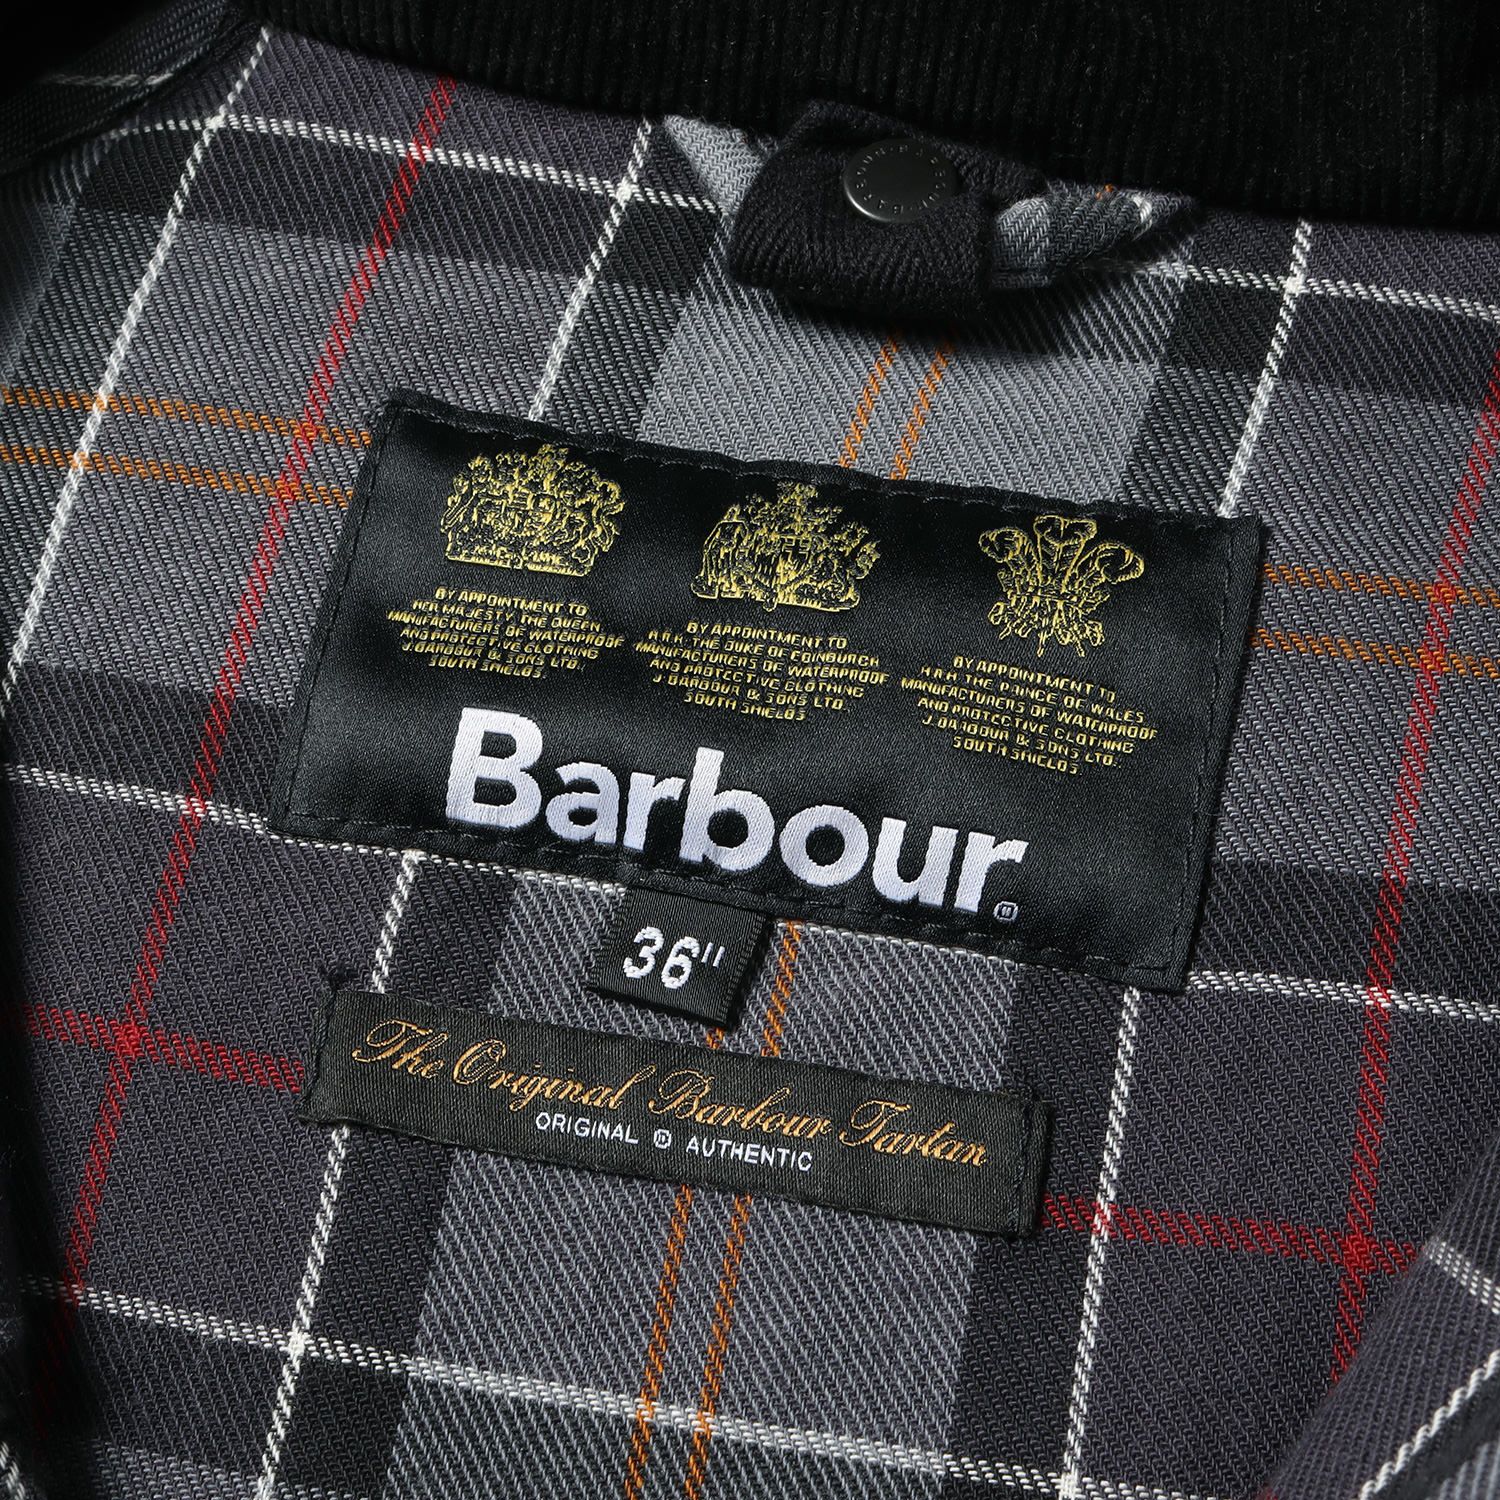 BY APPOINTMENT TO
HER MAJESTY THE QUEEN
MANUFACTURERS OF WATERPROOF
AND PROTECTIVE CLOTHING
J. BARBOUR & SONS LTD.
SOUTH SHIELDS.
BY APPOINTMENT TO
H.R.H. THE DUKE OF EDINBURGH
MANUFACTURERS OF WATERPROOF
AND PROTECTIVE CLOTHING
J BARBOUR & SONS LTD.
SOUTH SHIELDS
BY APPOINTMENT TO
H.R.H. THE PRINCE OF WALES
MANUFACTURERS OF WATERPROOF
AND PROTECTIVE CLOTHING
J. BARBOUR & SONS LTD.
SOUTH SHIELDS
Barbour®
36"
The Original Barbour Tartan
ORIGINAL ® AUTHENTIC